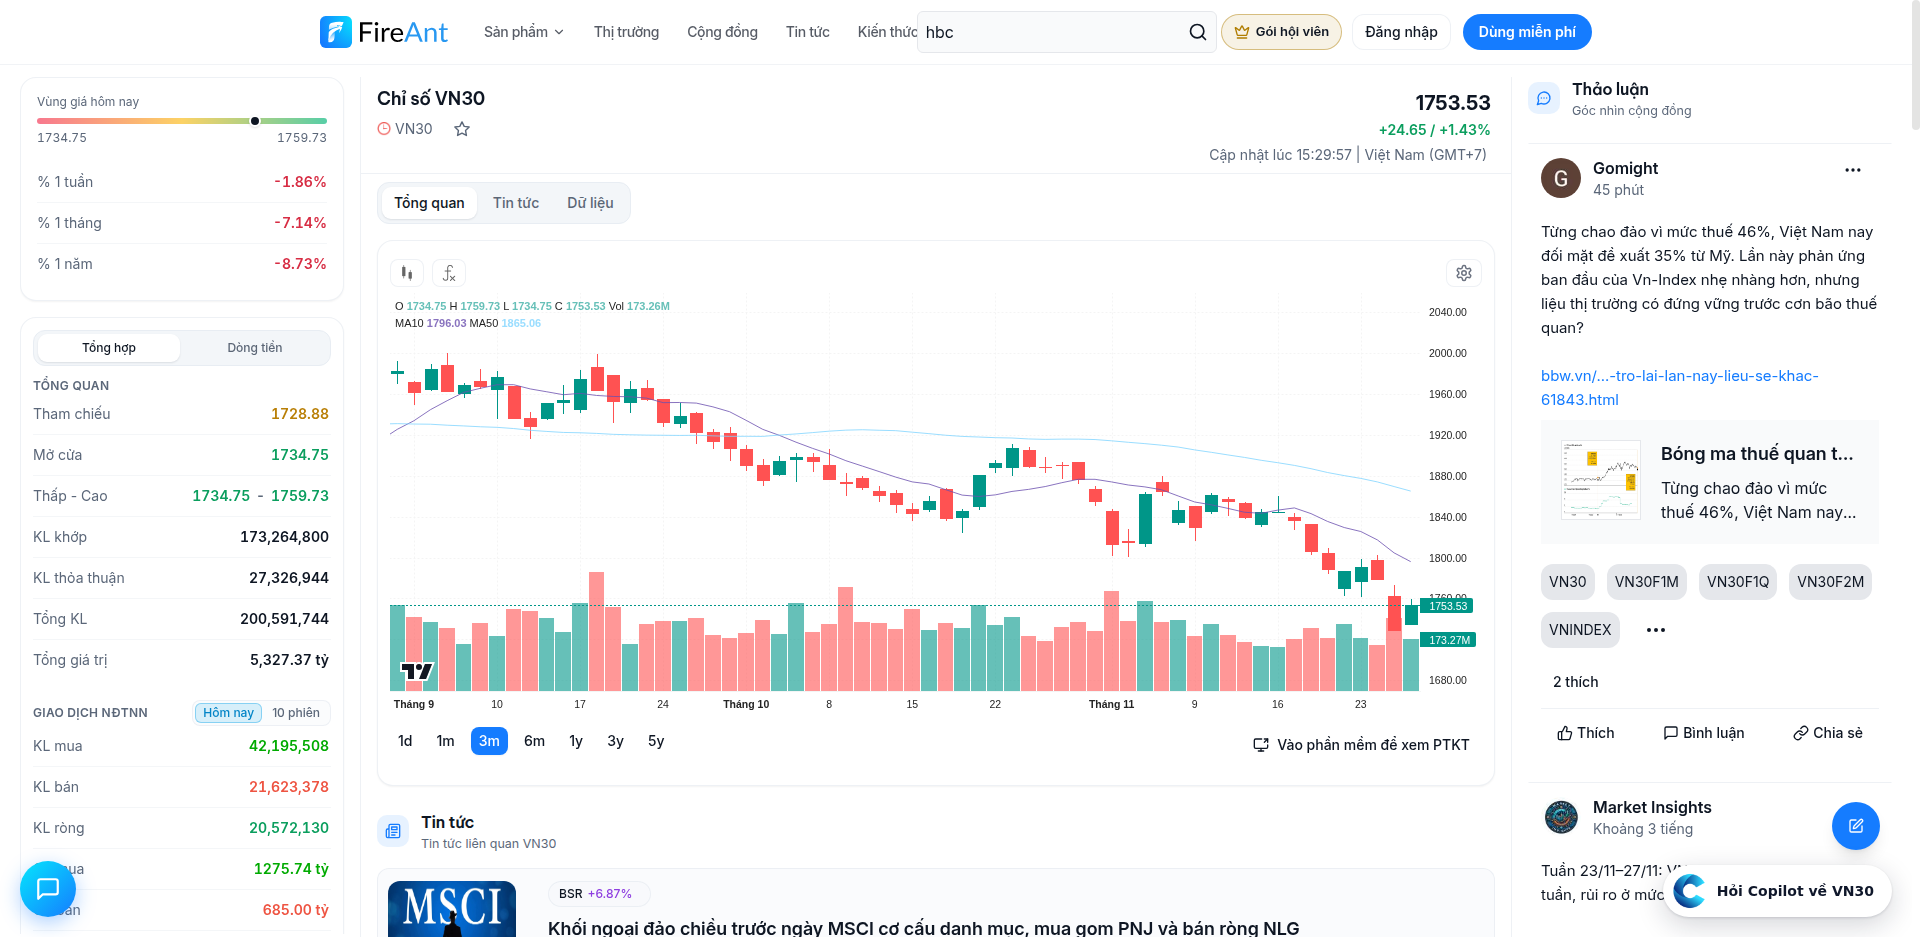 FireAnt
Sản phẩm
Thị trường
Cộng đồng
Tin tức
Kiến thức
hbc
Gói hội viên
Đăng nhập
Dùng miễn phí
Vùng giá hôm nay
1734.75 1759.73
% 1 tuần -1.86%
% 1 tháng -7.14%
% 1 năm -8.73%
Tổng hợp Dòng tiền
TỔNG QUAN
Tham chiếu 1728.88
Mở cửa 1734.75
Thấp - Cao 1734.75 - 1759.73
KL khớp 173,264,800
KL thỏa thuận 27,326,944
Tổng KL 200,591,744
Tổng giá trị 5,327.37 tỷ
GIAO DỊCH NĐTNN Hôm nay 10 phiên
KL mua 42,195,508
KL bán 21,623,378
KL ròng 20,572,130
ua 1275.74 tỷ
án 685.00 tỷ
Chỉ số VN30
VN30
1753.53
+24.65 / +1.43%
Cập nhật lúc 15:29:57 | Việt Nam (GMT+7)
Tổng quan Tin tức Dữ liệu
O 1734.75 H 1759.73 L 1734.75 C 1753.53 Vol 173.26M
MA10 1796.03 MA50 1865.06
2040.00
2000.00
1960.00
1920.00
1880.00
1840.00
1800.00
1760.00
1753.53
173.27M
1680.00
Tháng 9 10 17 24 Tháng 10 8 15 22 Tháng 11 9 16 23
1d 1m 3m 6m 1y 3y 5y
Vào phần mềm để xem PTKT
Tin tức
Tin tức liên quan VN30
MSCI
BSR +6.87%
Khối ngoại đảo chiều trước ngày MSCI cơ cấu danh mục, mua gom PNJ và bán ròng NLG
Thảo luận
Góc nhìn cộng đồng
G
Gomight
45 phút
Từng chao đảo vì mức thuế 46%, Việt Nam nay
đối mặt đề xuất 35% từ Mỹ. Lần này phản ứng
ban đầu của Vn-Index nhẹ nhàng hơn, nhưng
liệu thị trường có đứng vững trước cơn bão thuế
quan?
bbw.vn/...-tro-lai-lan-nay-lieu-se-khac-
61843.html
Bóng ma thuế quan t...
Từng chao đảo vì mức
thuế 46%, Việt Nam nay...
VN30 VN30F1M VN30F1Q VN30F2M
VNINDEX
2 thích
Thích Bình luận Chia sẻ
Market Insights
Khoảng 3 tiếng
Tuần 23/11–27/11:
tuần, rủi ro ở mức
Hỏi Copilot về VN30